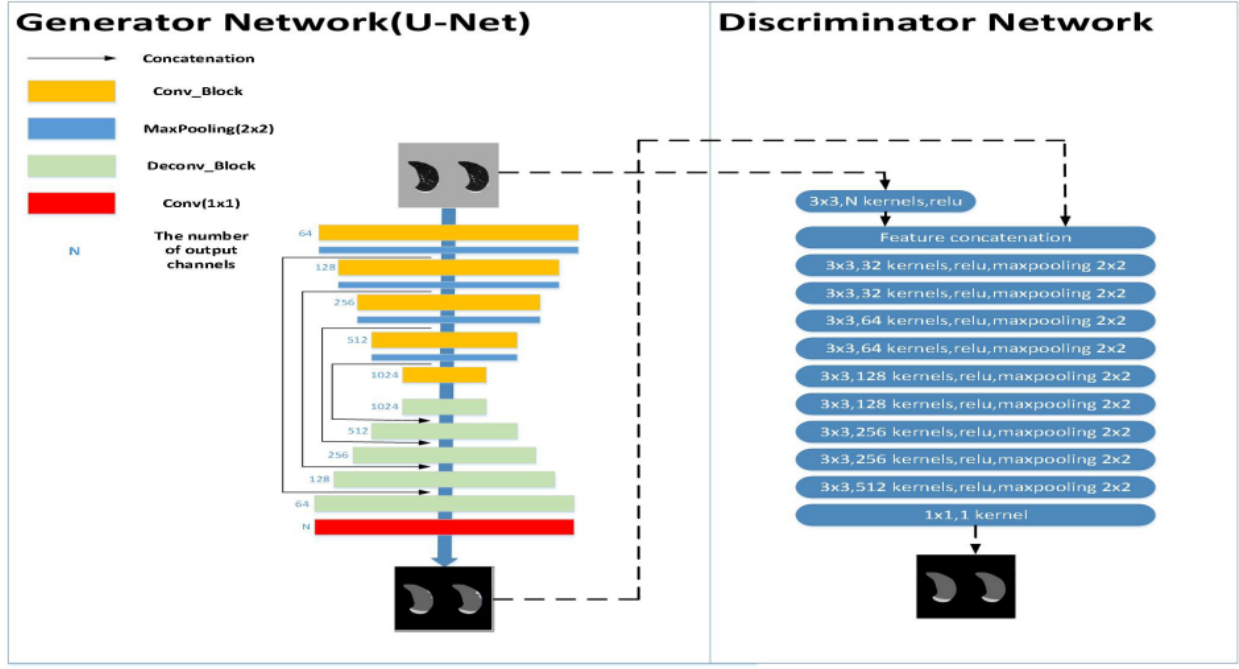 Generator Network(U-Net)
Concatenation
Conv_Block
MaxPooling(2x2)
Deconv_Block
Conv(1x1)
N
The number
of output
channels
64
128
256
512
1024
1024
512
256
128
64
N
Discriminator Network
3x3,N kernels,relu
Feature concatenation
3x3,32 kernels,relu,maxpooling 2x2
3x3,32 kernels,relu,maxpooling 2x2
3x3,64 kernels,relu,maxpooling 2x2
3x3,64 kernels,relu,maxpooling 2x2
3x3,128 kernels,relu,maxpooling 2x2
3x3,128 kernels,relu,maxpooling 2x2
3x3,256 kernels,relu,maxpooling 2x2
3x3,256 kernels,relu,maxpooling 2x2
3x3,512 kernels,relu,maxpooling 2x2
1x1,1 kernel